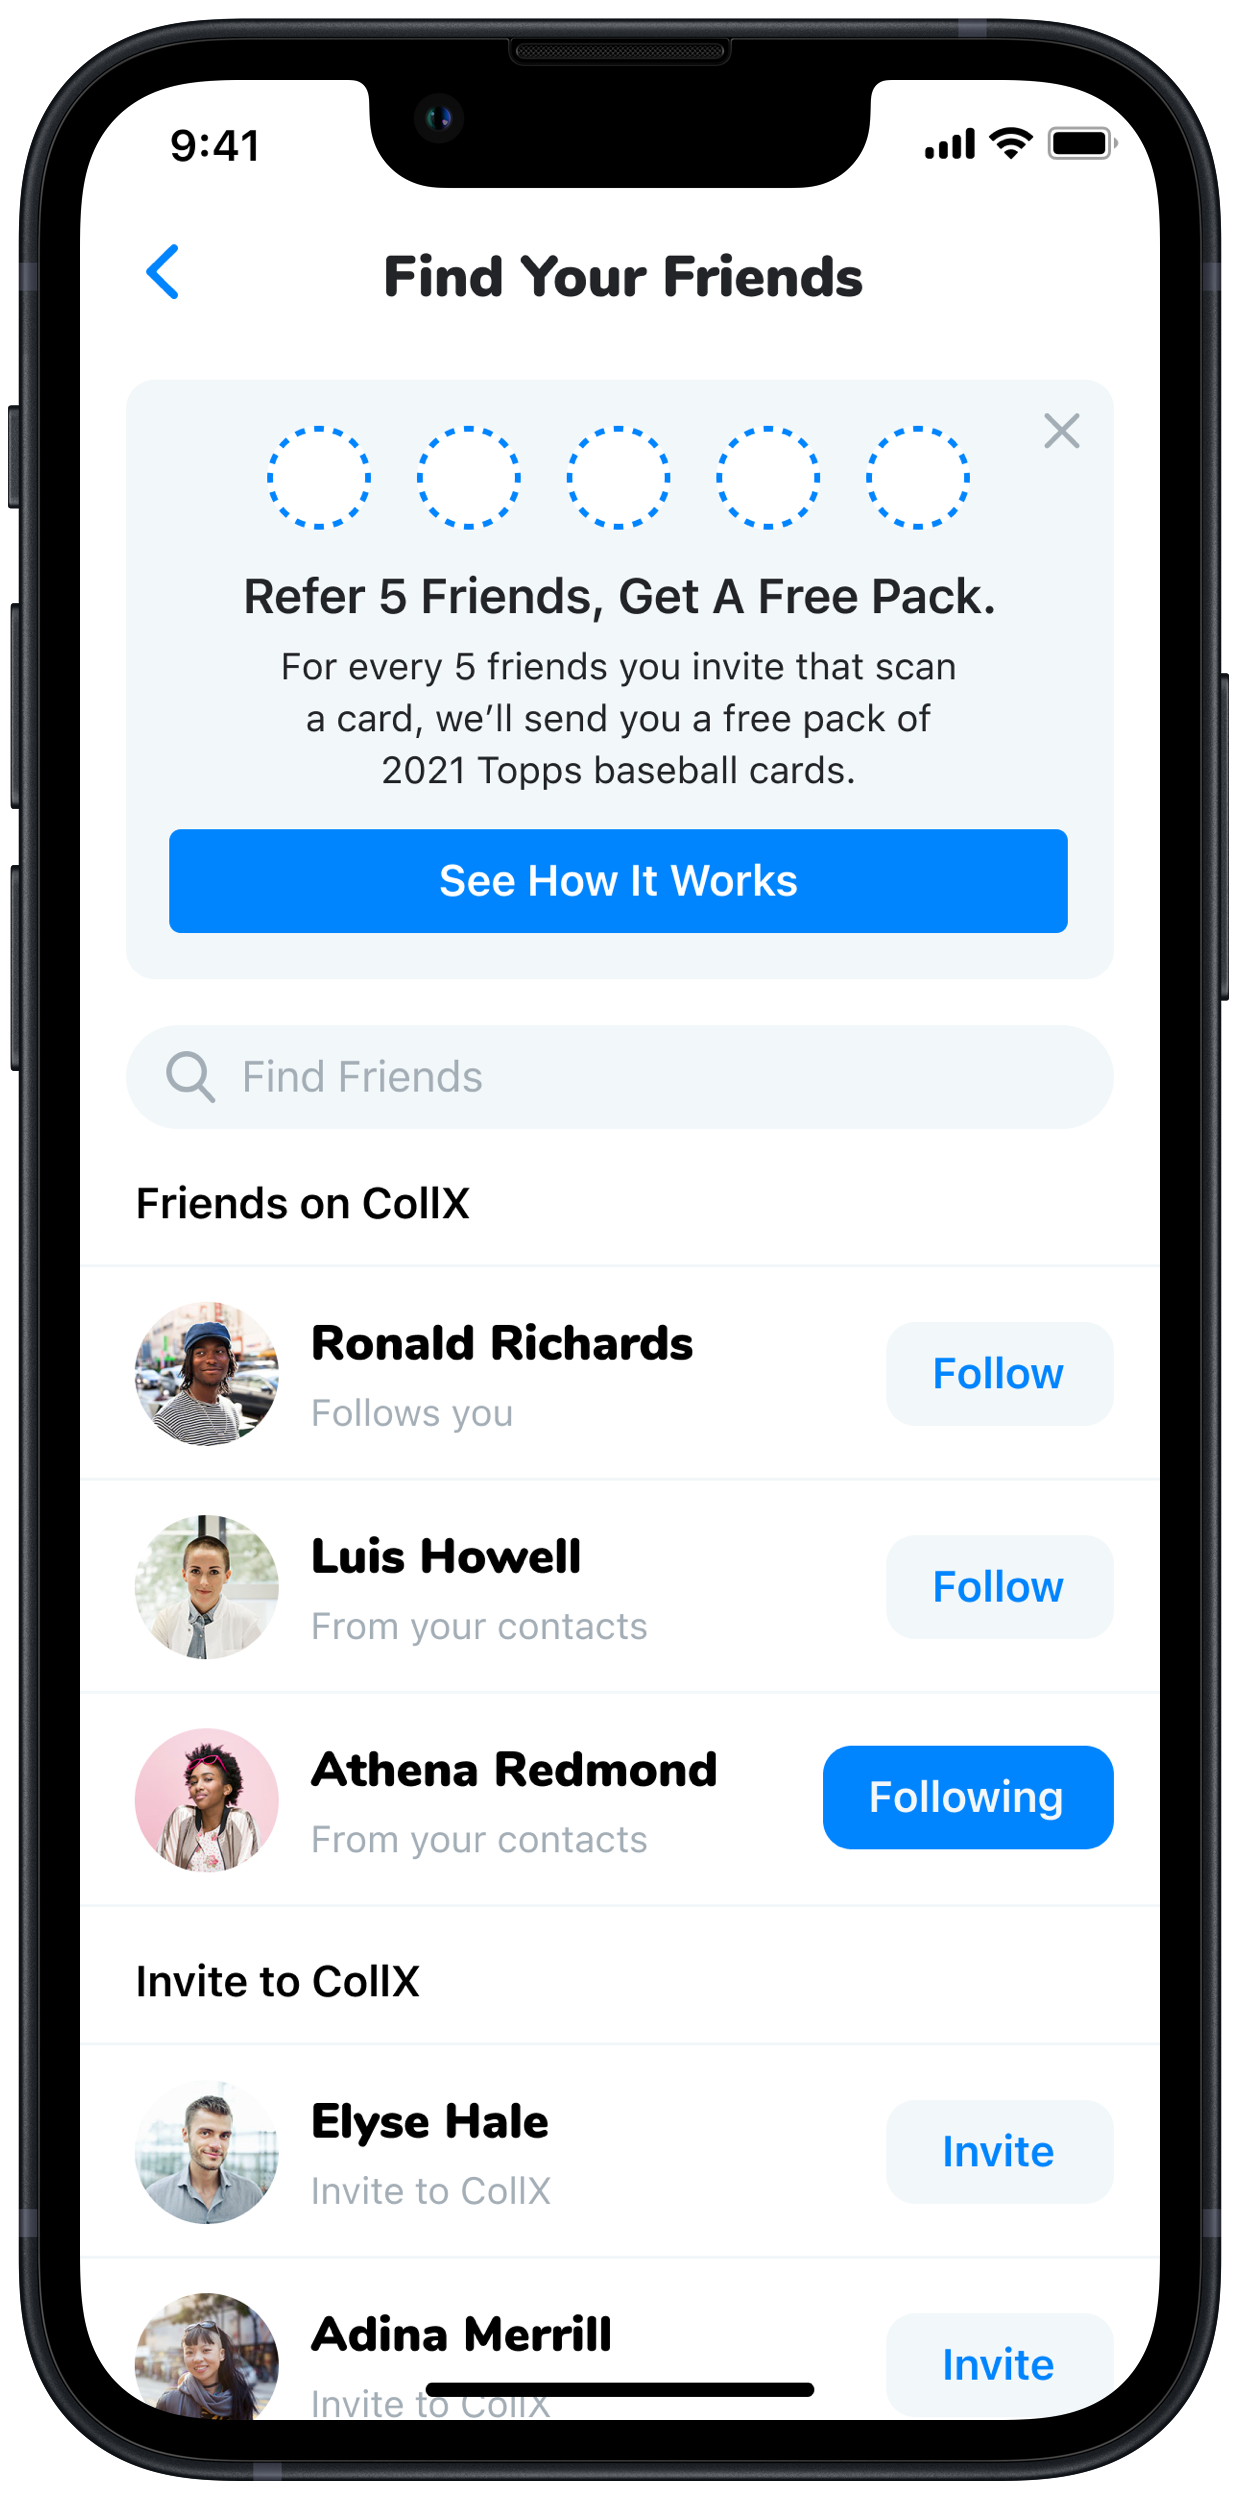 9:41
Find Your Friends
Refer 5 Friends, Get A Free Pack.
For every 5 friends you invite that scan
a card, we’ll send you a free pack of
2021 Topps baseball cards.
See How It Works
Find Friends
Friends on CollX
Ronald Richards
Follows you
Follow
Luis Howell
From your contacts
Follow
Athena Redmond
From your contacts
Following
Invite to CollX
Elyse Hale
Invite to CollX
Invite
Adina Merrill
Invite to CollX
Invite